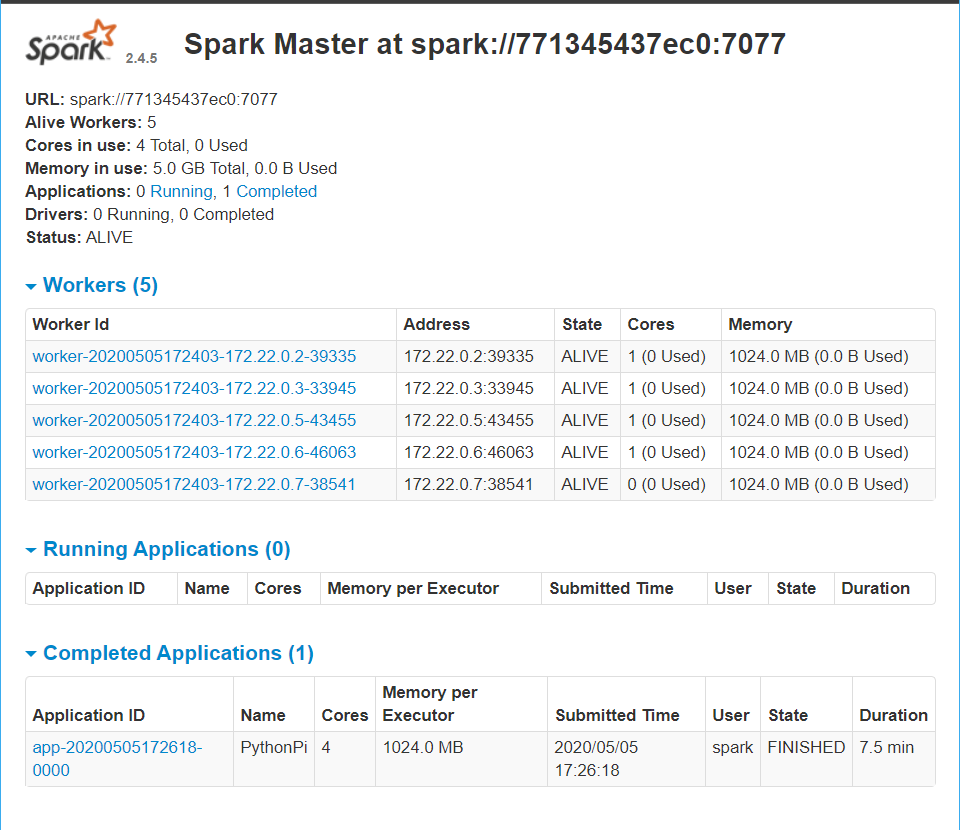 APACHE
Spark 2.4.5 Spark Master at spark://771345437ec0:7077
URL: spark://771345437ec0:7077
Alive Workers: 5
Cores in use: 4 Total, 0 Used
Memory in use: 5.0 GB Total, 0.0 B Used
Applications: 0 Running, 1 Completed
Drivers: 0 Running, 0 Completed
Status: ALIVE
Workers (5)
Worker Id Address State Cores Memory
worker-20200505172403-172.22.0.2-39335 172.22.0.2:39335 ALIVE 1 (0 Used) 1024.0 MB (0.0 B Used)
worker-20200505172403-172.22.0.3-33945 172.22.0.3:33945 ALIVE 1 (0 Used) 1024.0 MB (0.0 B Used)
worker-20200505172403-172.22.0.5-43455 172.22.0.5:43455 ALIVE 1 (0 Used) 1024.0 MB (0.0 B Used)
worker-20200505172403-172.22.0.6-46063 172.22.0.6:46063 ALIVE 1 (0 Used) 1024.0 MB (0.0 B Used)
worker-20200505172403-172.22.0.7-38541 172.22.0.7:38541 ALIVE 0 (0 Used) 1024.0 MB (0.0 B Used)
Running Applications (0)
Application ID Name Cores Memory per Executor Submitted Time User State Duration
Completed Applications (1)
Memory per
Application ID Name Cores Executor Submitted Time User State Duration
app-20200505172618- PythonPi 4 1024.0 MB 2020/05/05 spark FINISHED 7.5 min
0000 17:26:18